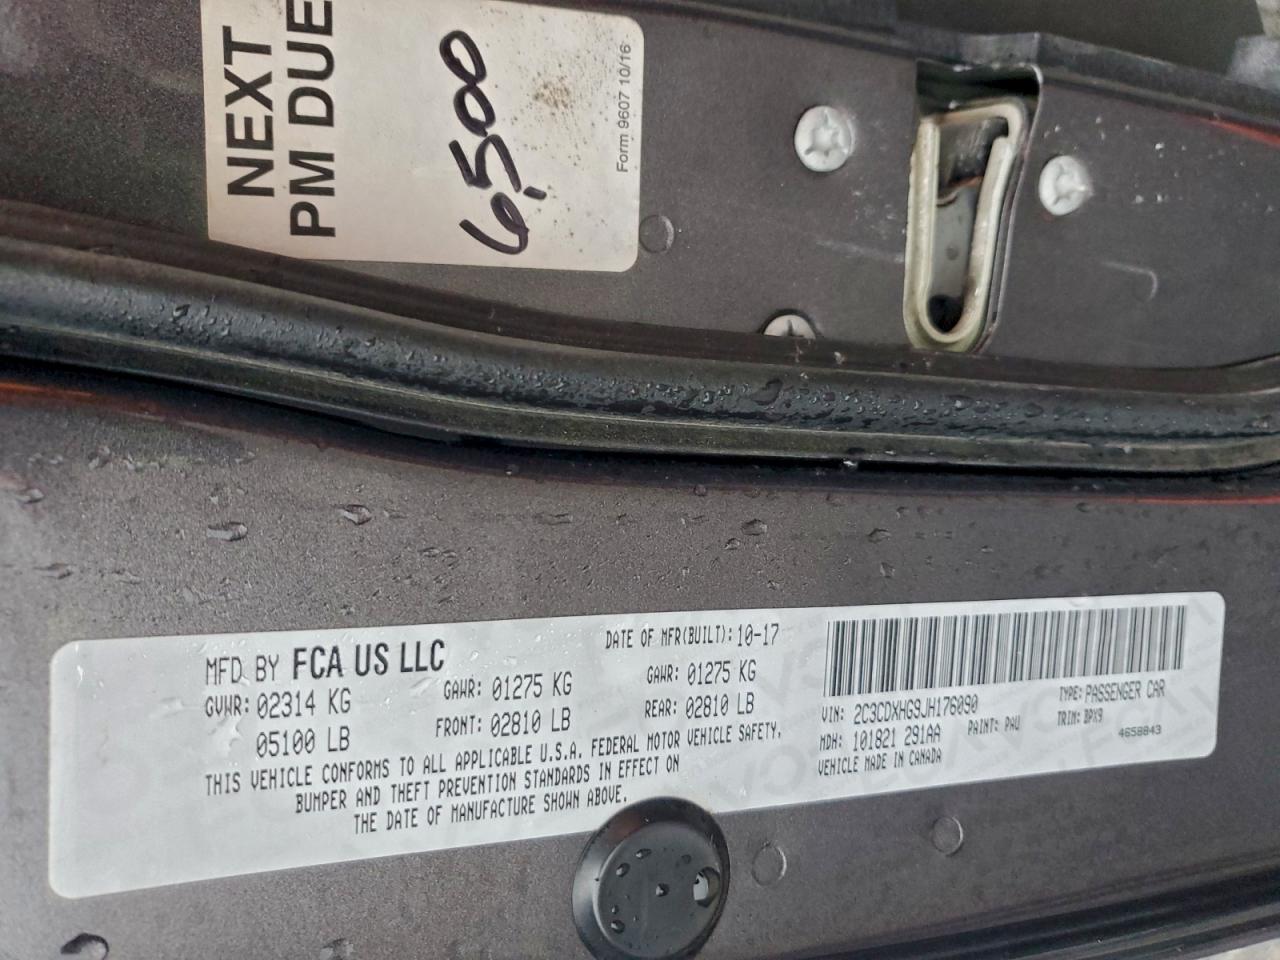 NEXT
PM DUE
6,500
Form 9607 10/16
MFD BY FCA US LLC
DATE OF MFR(BUILT): 10-17
GVWR: 02314 KG
GAWR: 01275 KG
GAWR: 01275 KG
05100 LB
FRONT: 02810 LB
REAR: 02810 LB
THIS VEHICLE CONFORMS TO ALL APPLICABLE U.S.A. FEDERAL MOTOR VEHICLE SAFETY,
BUMPER AND THEFT PREVENTION STANDARDS IN EFFECT ON
THE DATE OF MANUFACTURE SHOWN ABOVE.
VIN: 2C3CDXHG9JH176090
TYPE: PASSENGER CAR
MDH: 101821 291AA
PAINT: PAU
TRIM: BPX9
VEHICLE MADE IN CANADA
4658843